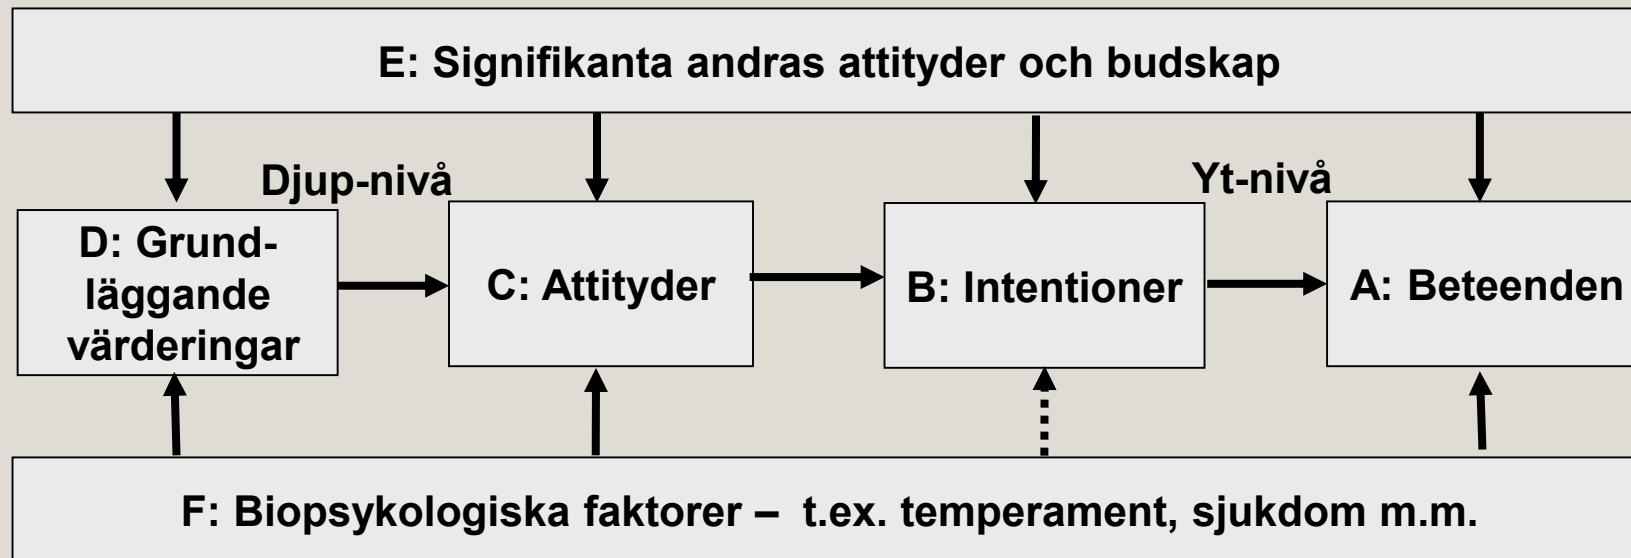 E: Signifikanta andras attityder och budskap
Djup-nivå
Yt-nivå
D: Grund-
läggande
värderingar
C: Attityder
B: Intentioner
A: Beteenden
F: Biopsykologiska faktorer – t.ex. temperament, sjukdom m.m.